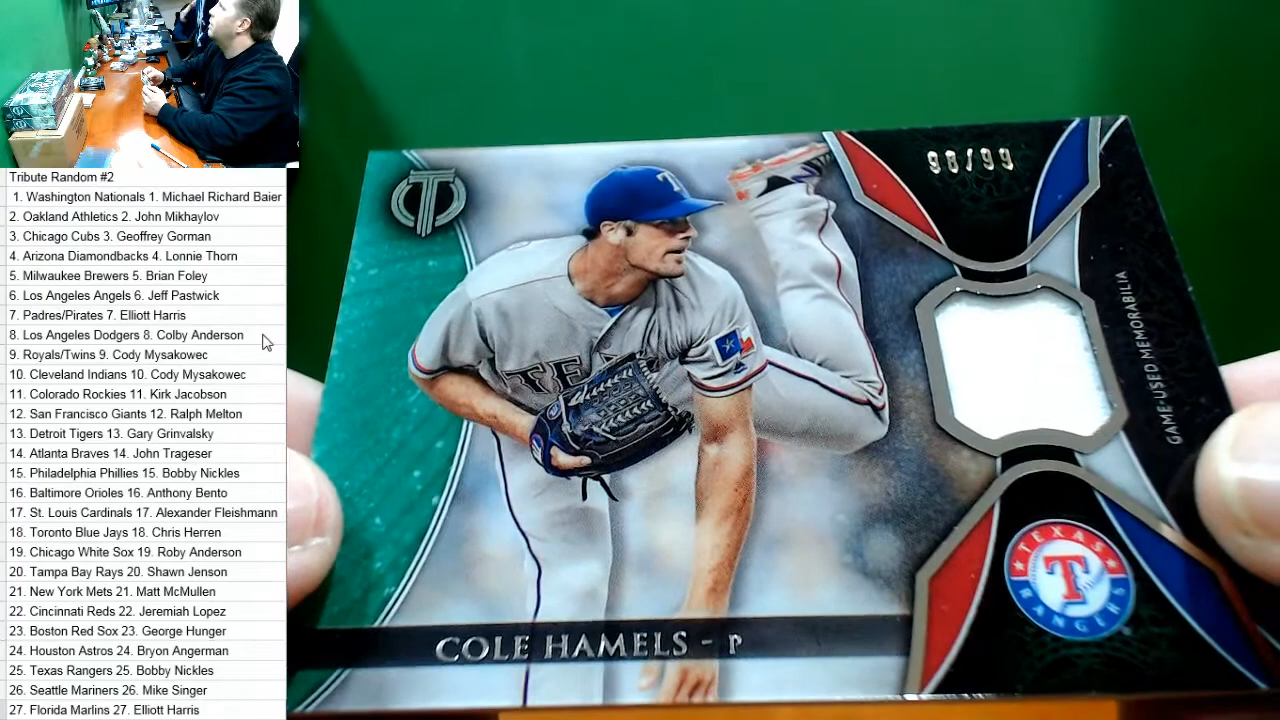 Tribute Random #2
1. Washington Nationals 1. Michael Richard Baier
2. Oakland Athletics 2. John Mikhaylov
3. Chicago Cubs 3. Geoffrey Gorman
4. Arizona Diamondbacks 4. Lonnie Thorn
5. Milwaukee Brewers 5. Brian Foley
6. Los Angeles Angels 6. Jeff Pastwick
7. Padres/Pirates 7. Elliott Harris
8. Los Angeles Dodgers 8. Colby Anderson
9. Royals/Twins 9. Cody Mysakowec
10. Cleveland Indians 10. Cody Mysakowec
11. Colorado Rockies 11. Kirk Jacobson
12. San Francisco Giants 12. Ralph Melton
13. Detroit Tigers 13. Gary Grinvalsky
14. Atlanta Braves 14. John Trageser
15. Philadelphia Phillies 15. Bobby Nickles
16. Baltimore Orioles 16. Anthony Bento
17. St. Louis Cardinals 17. Alexander Fleishmann
18. Toronto Blue Jays 18. Chris Herren
19. Chicago White Sox 19. Roby Anderson
20. Tampa Bay Rays 20. Shawn Jenson
21. New York Mets 21. Matt McMullen
22. Cincinnati Reds 22. Jeremiah Lopez
23. Boston Red Sox 23. George Hunger
24. Houston Astros 24. Bryon Angerman
25. Texas Rangers 25. Bobby Nickles
26. Seattle Mariners 26. Mike Singer
27. Florida Marlins 27. Elliott Harris
98/99
T
T
TE
GAME-USED MEMORABILIA
TEXAS
T
RANGERS
COLE HAMELS - P